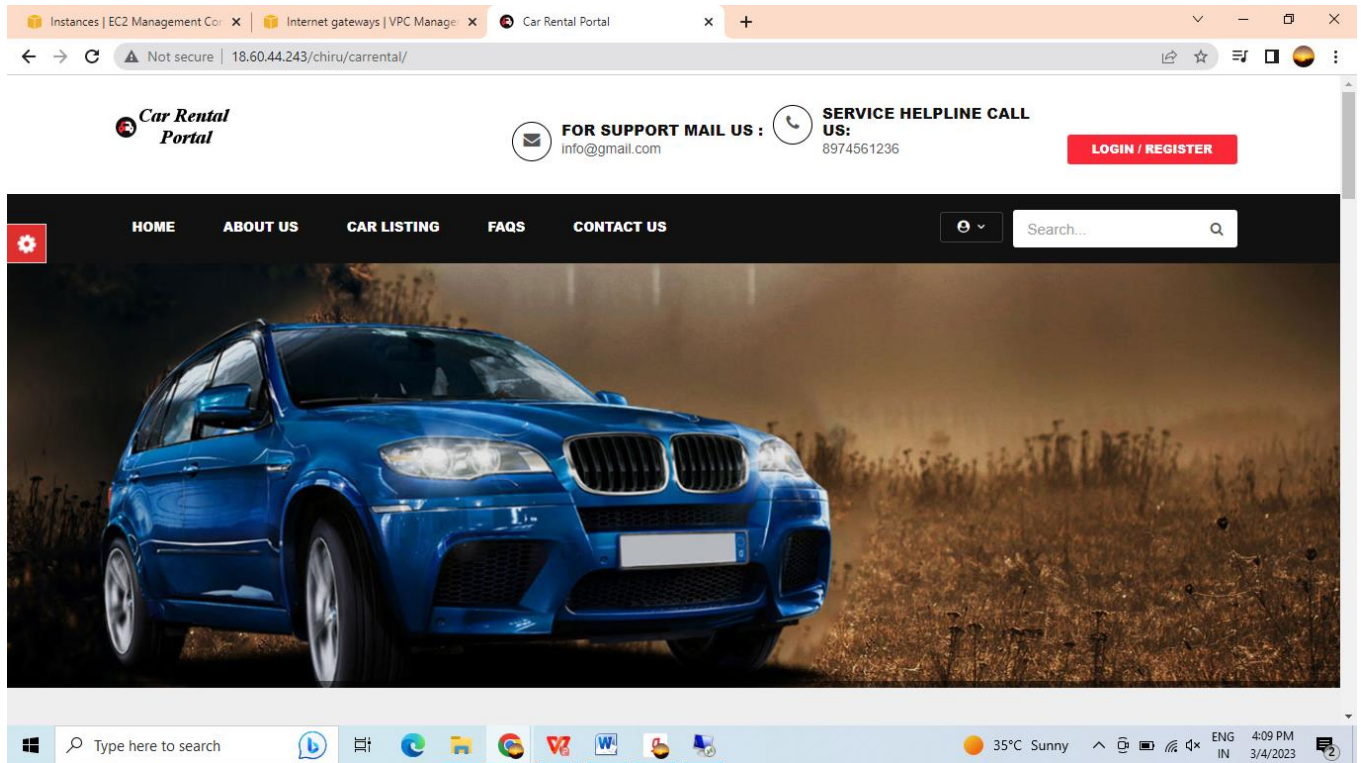 Instances | EC2 Management Con
Internet gateways | VPC Manage
Car Rental Portal
Not secure | 18.60.44.243/chiru/carrental/
Car Rental
Portal
FOR SUPPORT MAIL US :
info@gmail.com
SERVICE HELPLINE CALL
US:
8974561236
LOGIN / REGISTER
HOME ABOUT US CAR LISTING FAQS CONTACT US
Search...
Type here to search
35°C Sunny
ENG
IN
4:09 PM
3/4/2023
2